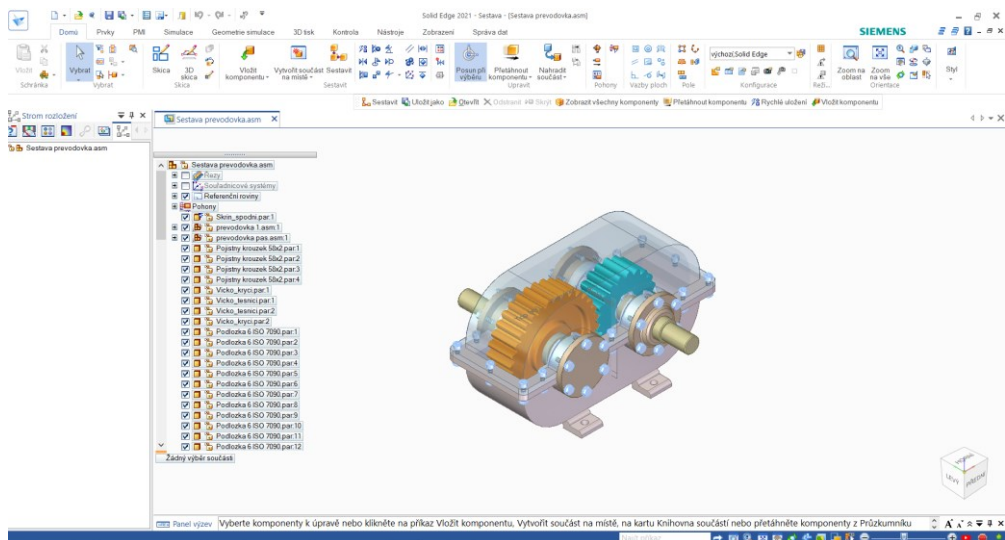 Solid Edge 2021 - Sestava - [Sestava prevodovka.asm]
Domů Prvky PMI Simulace Geometrie simulace 3D tisk Kontrola Nástroje Zobrazení Správa dat
SIEMENS
Vložit Vybrat Skica 3D skica Vložit komponentu Vytvořit součást na místě Sestavit Posun při výběru Přetáhnout komponentu Nahradit součást výchozí,Solid Edge Zoom na oblast Zoom na vše Styl
Schránka Vybrat Skica Sestavit Upravit Pohony Vazby ploch Pole Konfigurace Reži... Orientace
Sestavit Uložit jako Otevřít Odstranit Skrýt Zobrazit všechny komponenty Přetáhnout komponentu Rychlé uložení Vložit komponentu
Strom rozložení
Sestava prevodovka.asm
Sestava prevodovka.asm
Sestava prevodovka.asm
Řezy
Souřadnicové systémy
Referenční roviny
Pohony
Skrin_spodni.par:1
prevodovka 1.asm:1
prevodovka pas.asm:1
Pojistny krouzek 58x2.par:1
Pojistny krouzek 58x2.par:2
Pojistny krouzek 58x2.par:3
Pojistny krouzek 58x2.par:4
Vicko_kryci.par:1
Vicko_tesnici.par:1
Vicko_tesnici.par:2
Vicko_kryci.par:2
Podlozka 6 ISO 7090.par:1
Podlozka 6 ISO 7090.par:2
Podlozka 6 ISO 7090.par:3
Podlozka 6 ISO 7090.par:4
Podlozka 6 ISO 7090.par:5
Podlozka 6 ISO 7090.par:6
Podlozka 6 ISO 7090.par:7
Podlozka 6 ISO 7090.par:8
Podlozka 6 ISO 7090.par:9
Podlozka 6 ISO 7090.par:10
Podlozka 6 ISO 7090.par:11
Podlozka 6 ISO 7090.par:12
Žádný výběr součástí
HORNÍ
LEVÝ PŘEDNÍ
Panel výzev Vyberte komponenty k úpravě nebo klikněte na příkaz Vložit komponentu, Vytvořit součást na místě, na kartu Knihovna součástí nebo přetáhněte komponenty z Průzkumníku
Najít příkaz